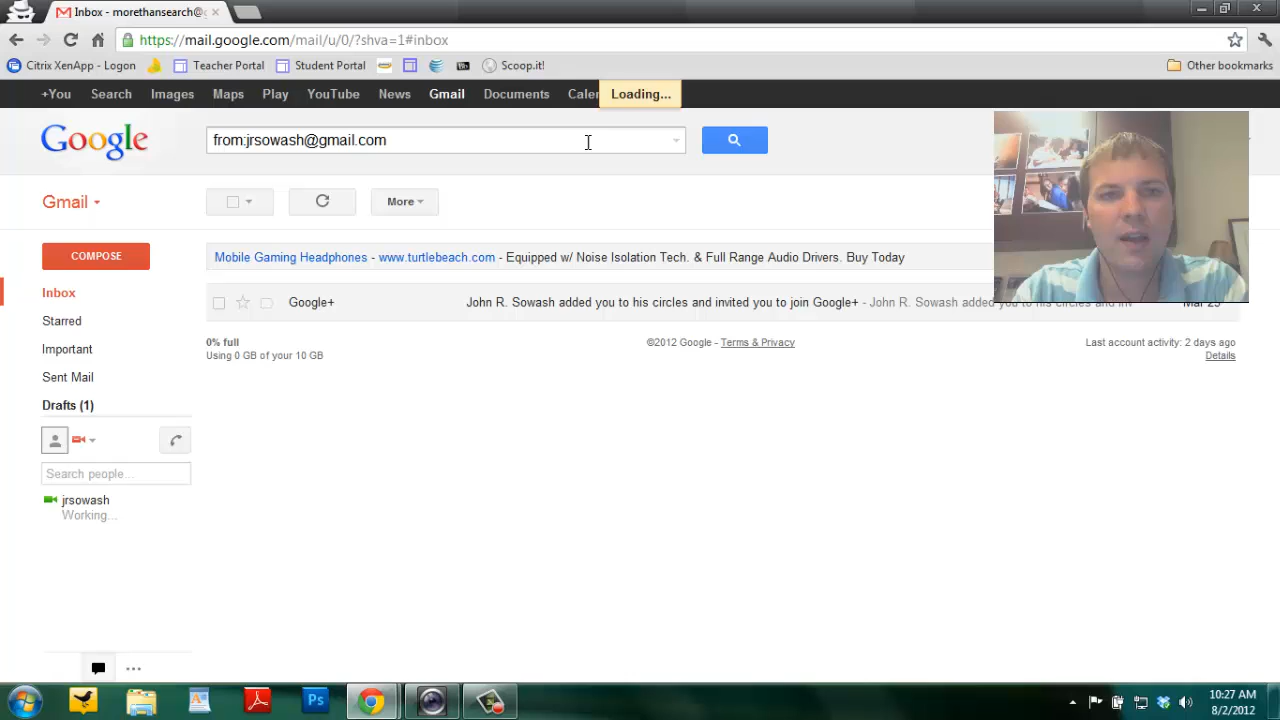 Inbox - morethansearch@g
https://mail.google.com/mail/u/0/?shva=1#inbox
Citrix XenApp - Logon Teacher Portal Student Portal Scoop.it! Other bookmarks
+You Search Images Maps Play YouTube News Gmail Documents Calen Loading...
Google from:jrsowash@gmail.com
Gmail More
COMPOSE
Mobile Gaming Headphones - www.turtlebeach.com - Equipped w/ Noise Isolation Tech. & Full Range Audio Drivers. Buy Today
Inbox
Google+ John R. Sowash added you to his circles and invited you to join Google+ - John R. Sowash added you to his circles and inv
Starred
0% full ©2012 Google - Terms & Privacy Last account activity: 2 days ago
Using 0 GB of your 10 GB Details
Important
Sent Mail
Drafts (1)
Search people...
jrsowash
Working...
Ps
10:27 AM
8/2/2012